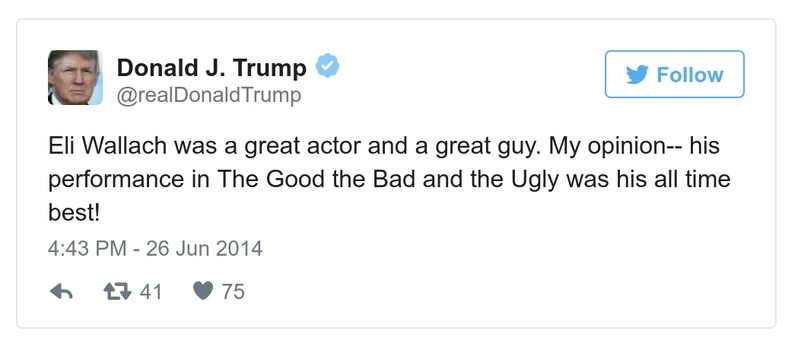 Donald J. Trump
@realDonaldTrump
Follow
Eli Wallach was a great actor and a great guy. My opinion-- his
performance in The Good the Bad and the Ugly was his all time
best!
4:43 PM - 26 Jun 2014
41 75